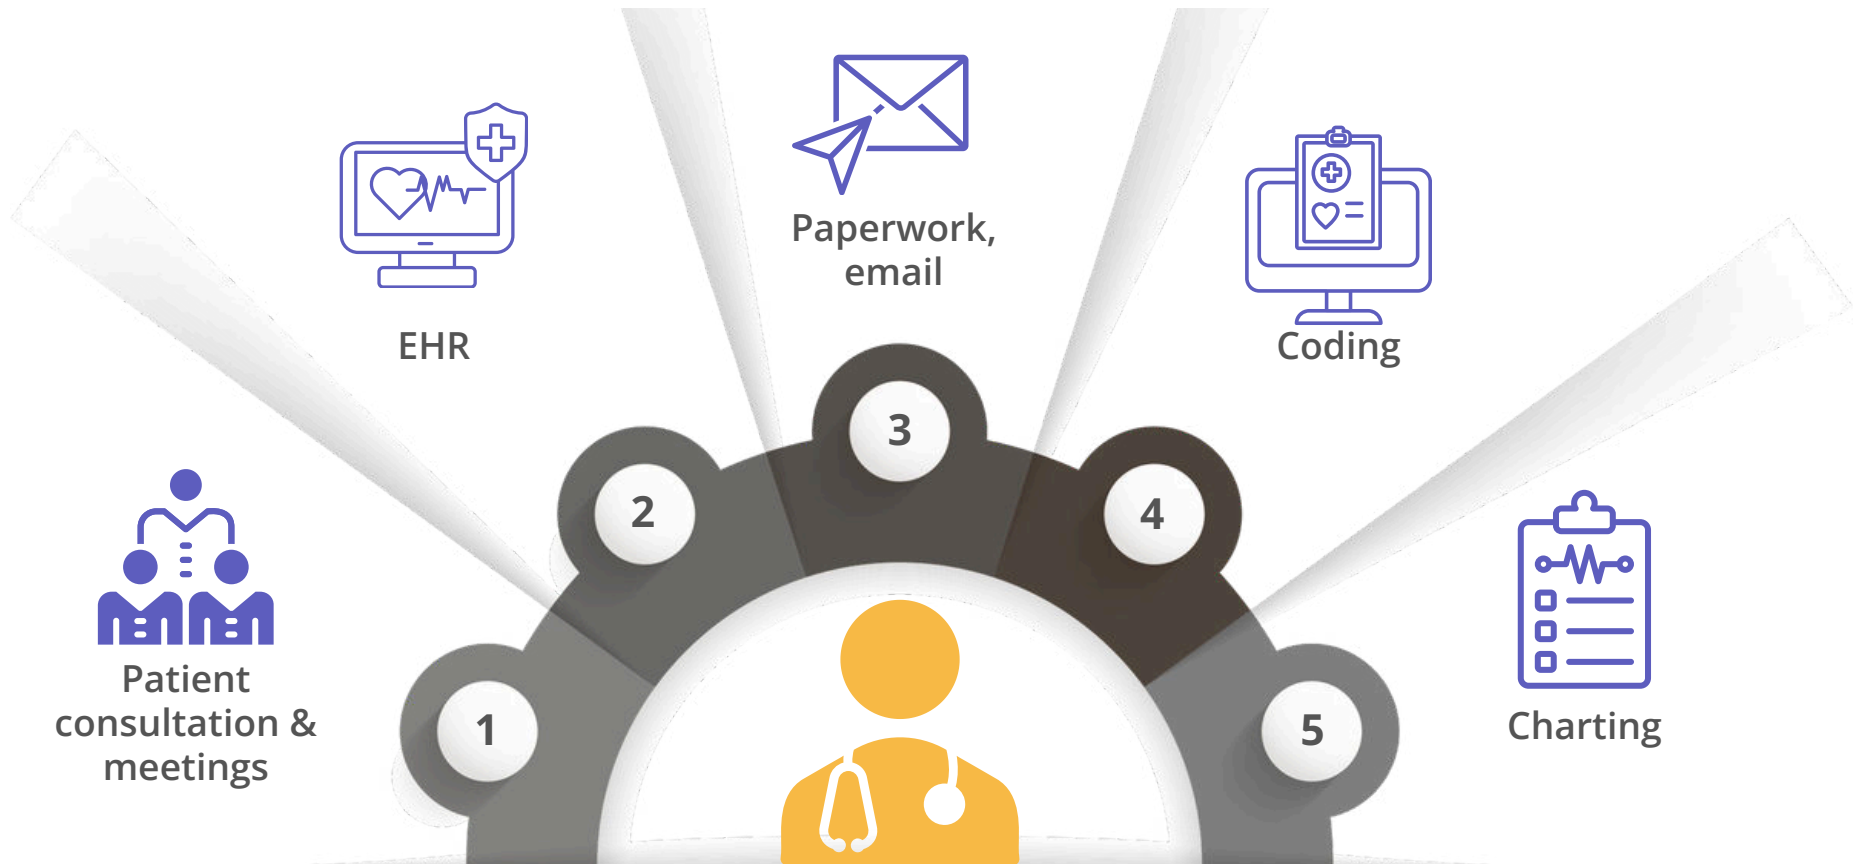 Patient
consultation &
meetings
1
EHR
2
Paperwork,
email
3
Coding
4
Charting
5